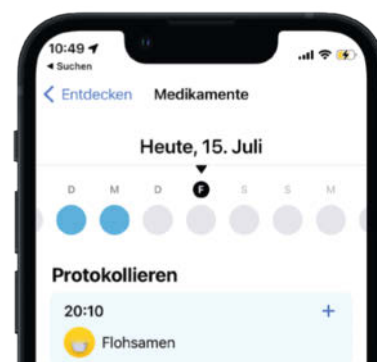 10:49
◀ Suchen
Entdecken Medikamente
Heute, 15. Juli
D M D F S S M
Protokollieren
20:10 +
Flohsamen